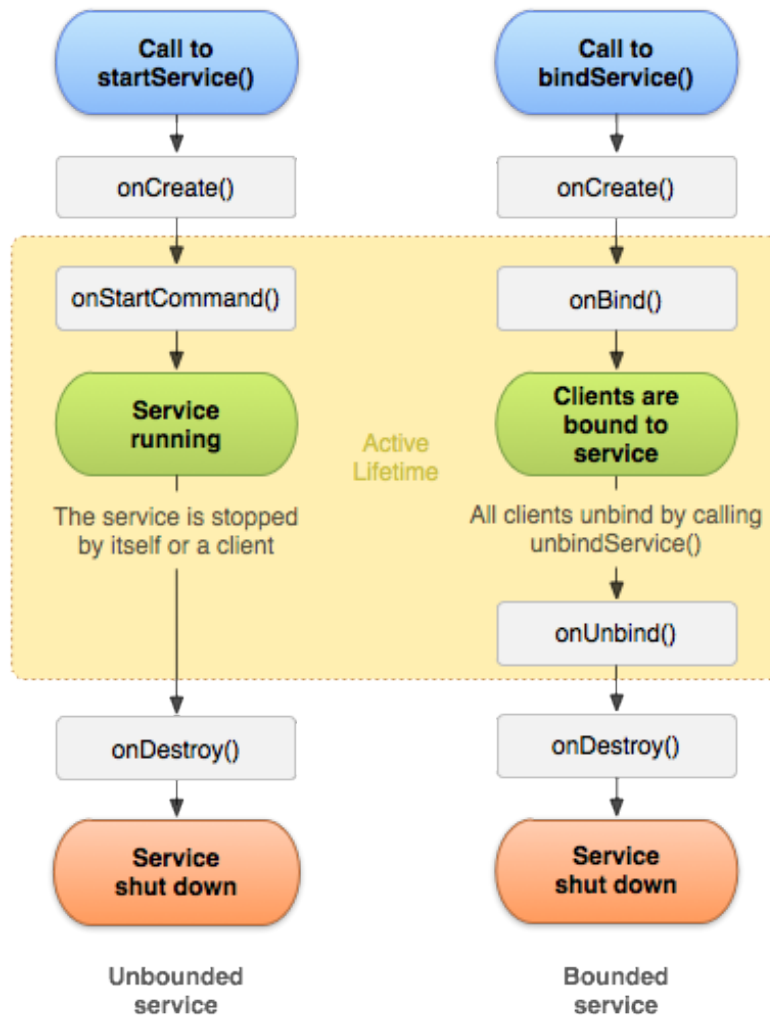 Call to
startService()
onCreate()
onStartCommand()
Service
running
The service is stopped
by itself or a client
onDestroy()
Service
shut down
Unbounded
service
Active
Lifetime
Call to
bindService()
onCreate()
onBind()
Clients are
bound to
service
All clients unbind by calling
unbindService()
onUnbind()
onDestroy()
Service
shut down
Bounded
service